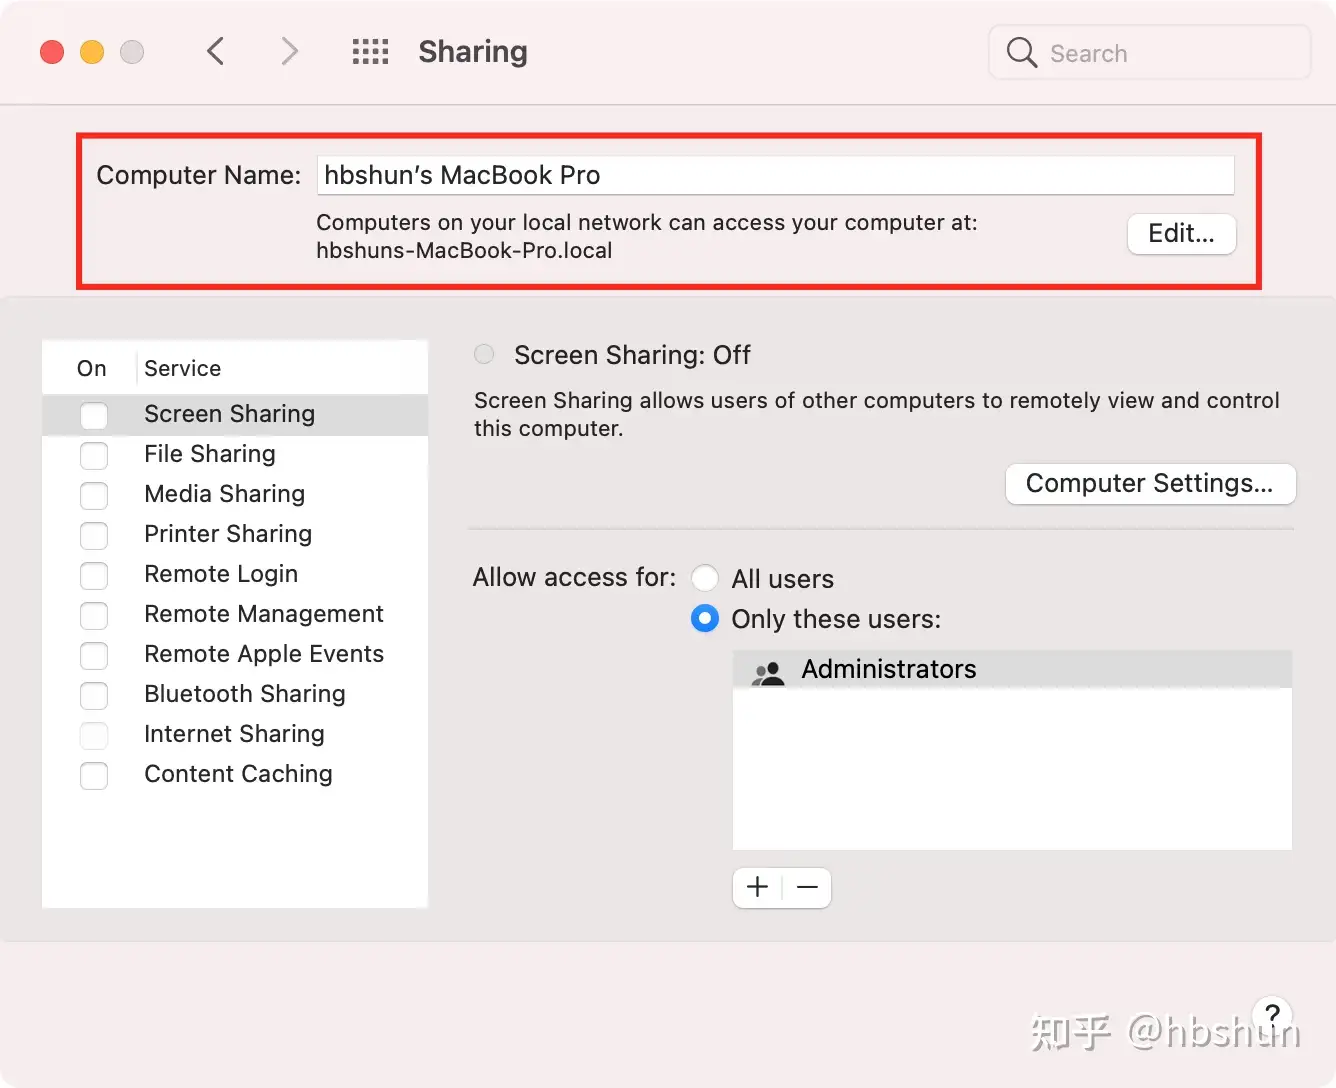 Sharing
Search
Computer Name: hbshun’s MacBook Pro
Computers on your local network can access your computer at:
hbshuns-MacBook-Pro.local
Edit...
On Service
Screen Sharing
File Sharing
Media Sharing
Printer Sharing
Remote Login
Remote Management
Remote Apple Events
Bluetooth Sharing
Internet Sharing
Content Caching
Screen Sharing: Off
Screen Sharing allows users of other computers to remotely view and control
this computer.
Computer Settings...
Allow access for: All users
Only these users:
Administrators
+ −
?
知乎 @hbshun